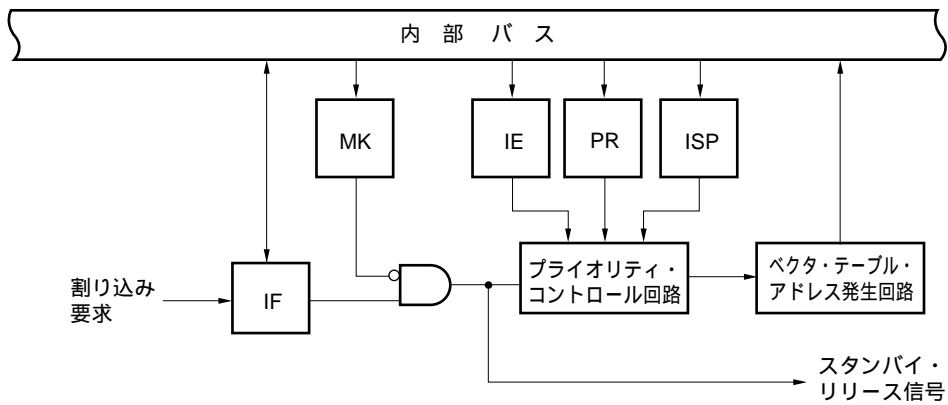 内 部 バ ス
MK
IE
PR
ISP
割り込み
要求
IF
プライオリティ・
コントロール回路
ベクタ・テーブル・
アドレス発生回路
スタンバイ・
リリース信号